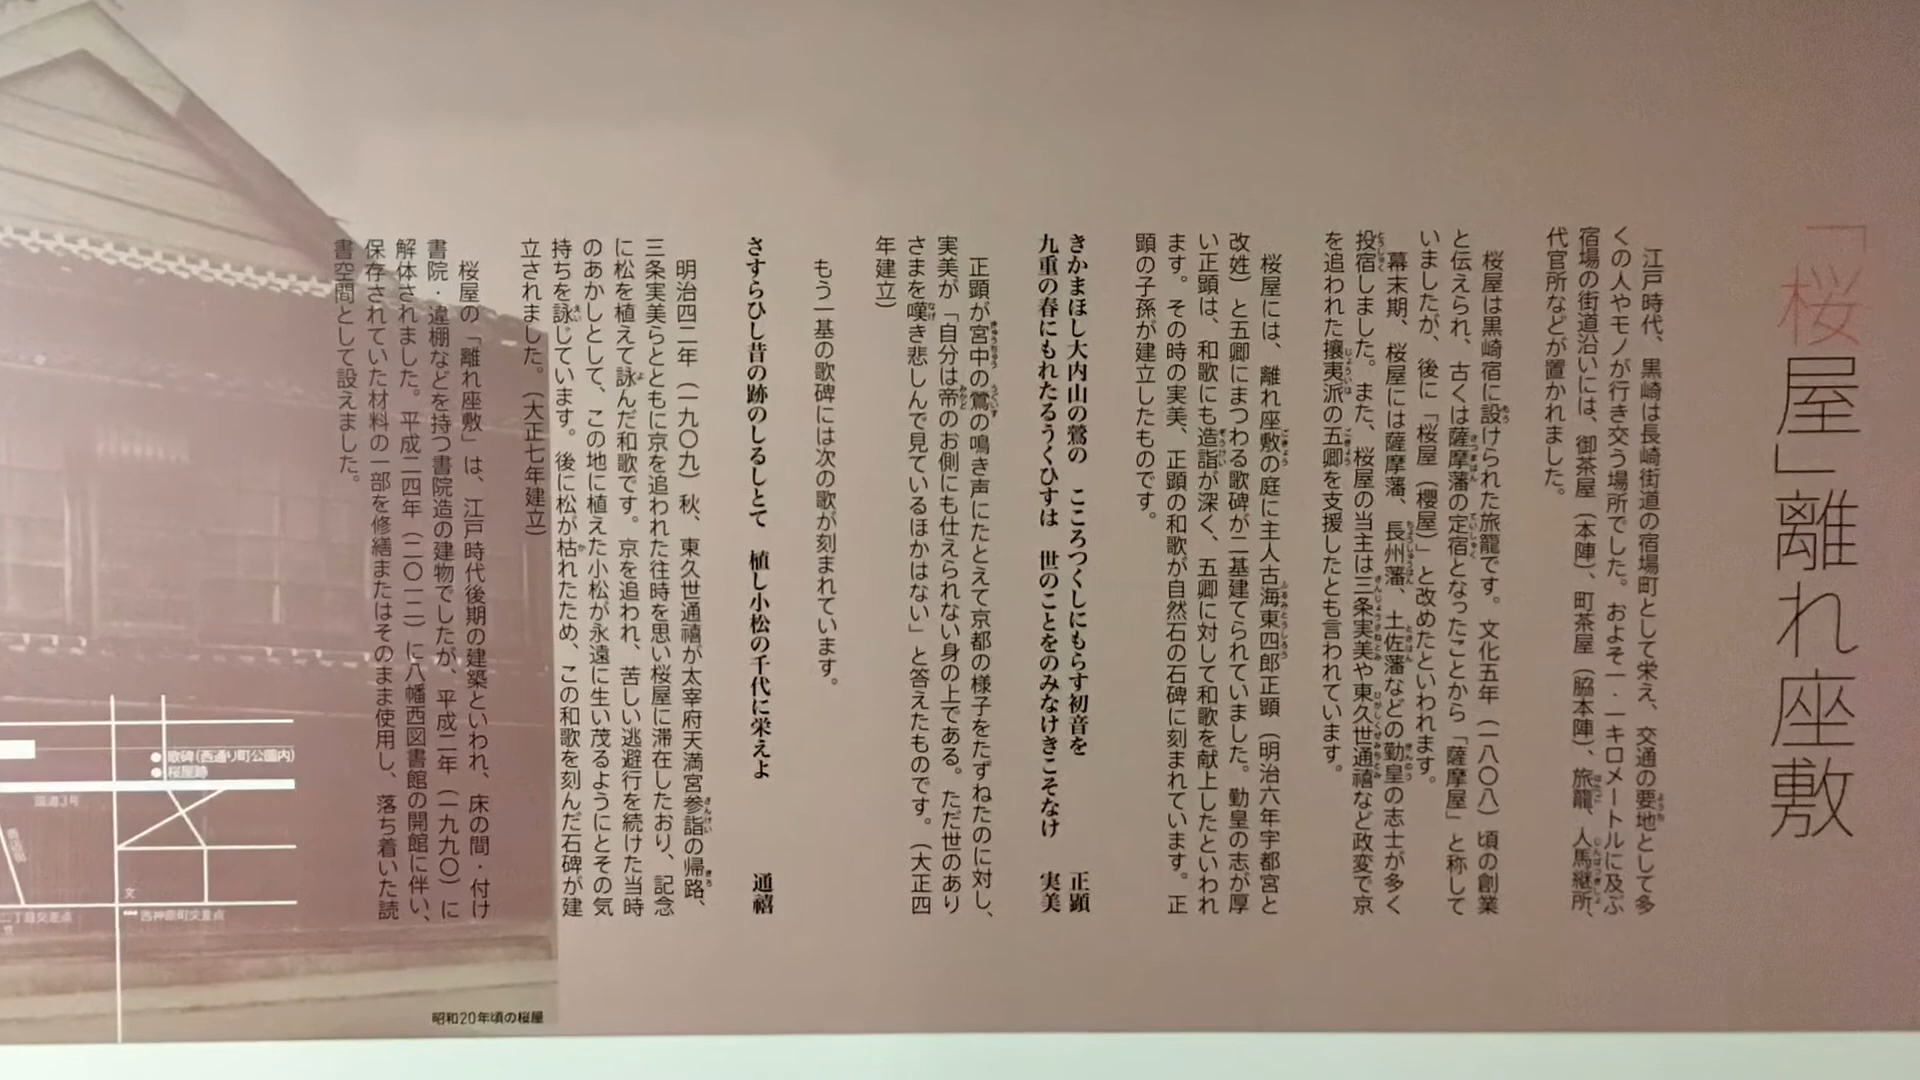 「桜屋」離れ座敷
江戸時代、黒崎は長崎街道の宿場町として栄え、交通の要地として多
くの人やモノが行き交う場所でした。およそ一・一キロメートルに及ぶ
宿場の街道沿いには、御茶屋（本陣）、町茶屋（脇本陣）、旅籠、人馬継所、
代官所などが置かれました。
桜屋は黒崎宿に設けられた旅籠です。文化五年（一八〇八）頃の創業
と伝えられ、古くは薩摩藩の定宿となったことから「薩摩屋」と称して
いましたが、後に「桜屋（櫻屋）」と改めたといわれます。
幕末期、桜屋には薩摩藩、長州藩、土佐藩などの勤皇の志士が多く
投宿しました。また、桜屋の当主は三条実美や東久世通禧など政変で京
を追われた攘夷派の五卿を支援したとも言われています。
桜屋には、離れ座敷の庭に主人古海東四郎正顕（明治六年宇都宮と
改姓）と五卿にまつわる歌碑が二基建てられていました。勤皇の志が厚
い正顕は、和歌にも造詣が深く、五卿に対して和歌を献上したといわれ
ます。その時の実美、正顕の和歌が自然石の石碑に刻まれています。正
顕の子孫が建立したものです。
きかまほし大内山の鶯の　こころつくしにもらす初音を　正顕
九重の春にもれたるうくひすは　世のことをのみなけきこそなけ　実美
正顕が宮中の鶯の鳴き声にたとえて京都の様子をたずねたのに対し、
実美が「自分は帝のお側にも仕えられない身の上である。ただ世のあり
さまを嘆き悲しんで見ているほかはない」と答えたものです。（大正四
年建立）
もう一基の歌碑には次の歌が刻まれています。
さすらひし昔の跡のしるしとて　植し小松の千代に栄えよ　通禧
明治四二年（一九〇九）秋、東久世通禧が太宰府天満宮参詣の帰路、
三条実美らとともに京を追われた往時を思い桜屋に滞在したおり、記念
に松を植えて詠んだ和歌です。京を追われ、苦しい逃避行を続けた当時
のあかしとして、この地に植えた小松が永遠に生い茂るようにとその気
持ちを詠じています。後に松が枯れたため、この和歌を刻んだ石碑が建
立されました。（大正七年建立）
桜屋の「離れ座敷」は、江戸時代後期の建築といわれ、床の間・付け
書院・違棚などを持つ書院造の建物でしたが、平成二年（一九九〇）に
解体されました。平成二四年（二〇一二）に八幡西図書館の開館に伴い、
保存されていた材料の一部を修繕またはそのまま使用し、落ち着いた読
書空間として設えました。
歌碑（西通り町公園内）
桜屋跡
国道3号
文
西神原町交差点
二丁目交差点
昭和20年頃の桜屋